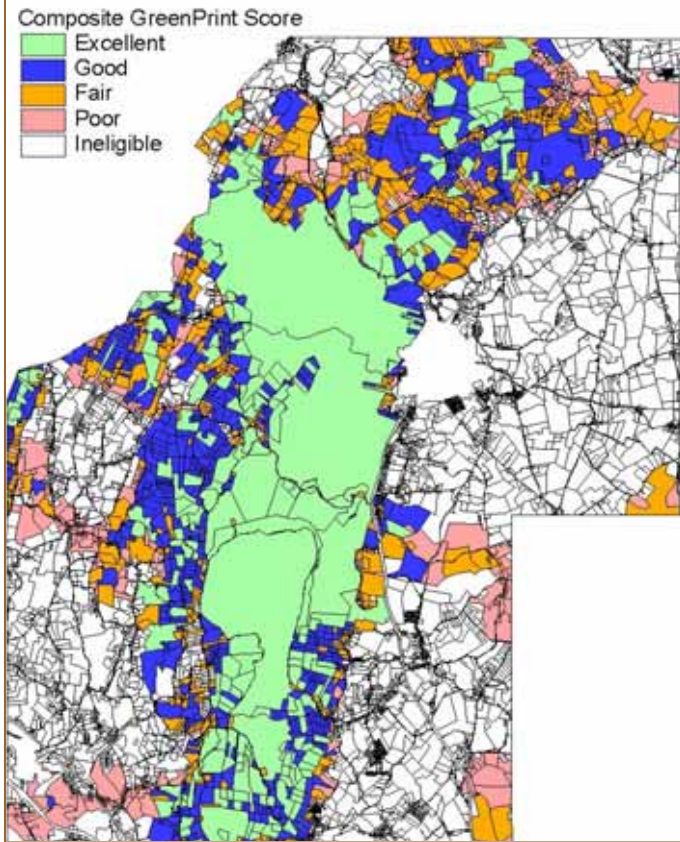 Composite GreenPrint Score
Excellent
Good
Fair
Poor
Ineligible